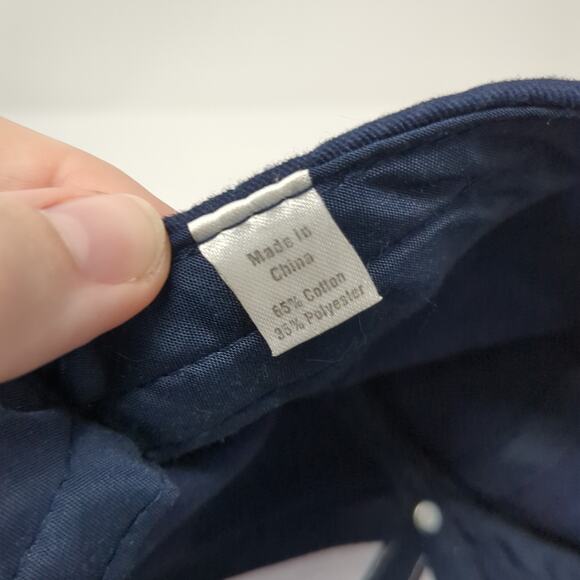 Made In
China
65% Cotton
35% Polyester